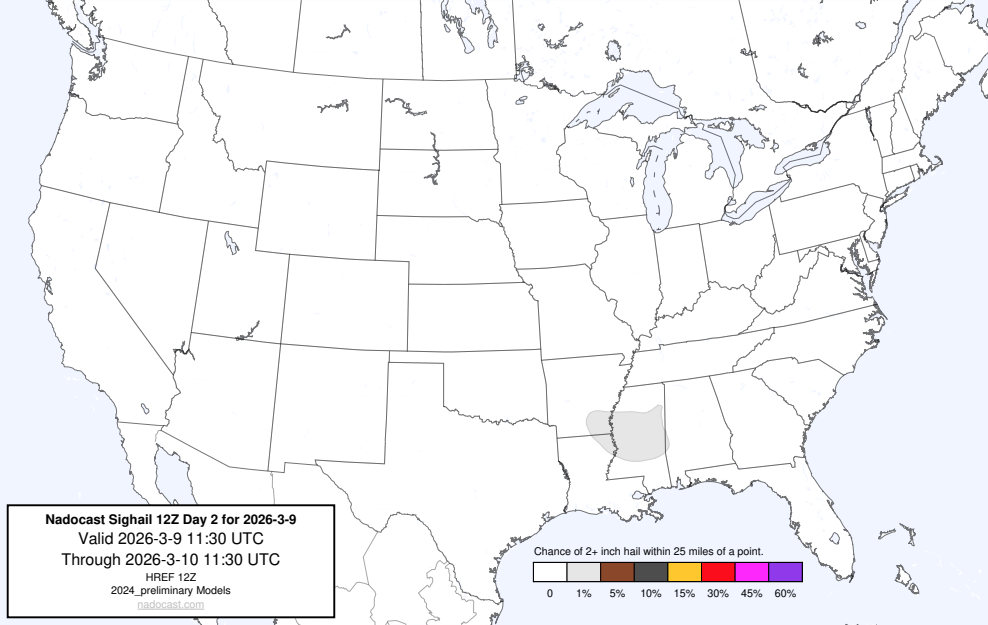 Nadocast Sighail 12Z Day 2 for 2026-3-9
Valid 2026-3-9 11:30 UTC
Through 2026-3-10 11:30 UTC
HREF 12Z
2024_preliminary Models
nadocast.com
Chance of 2+ inch hail within 25 miles of a point.
0 1% 5% 10% 15% 30% 45% 60%